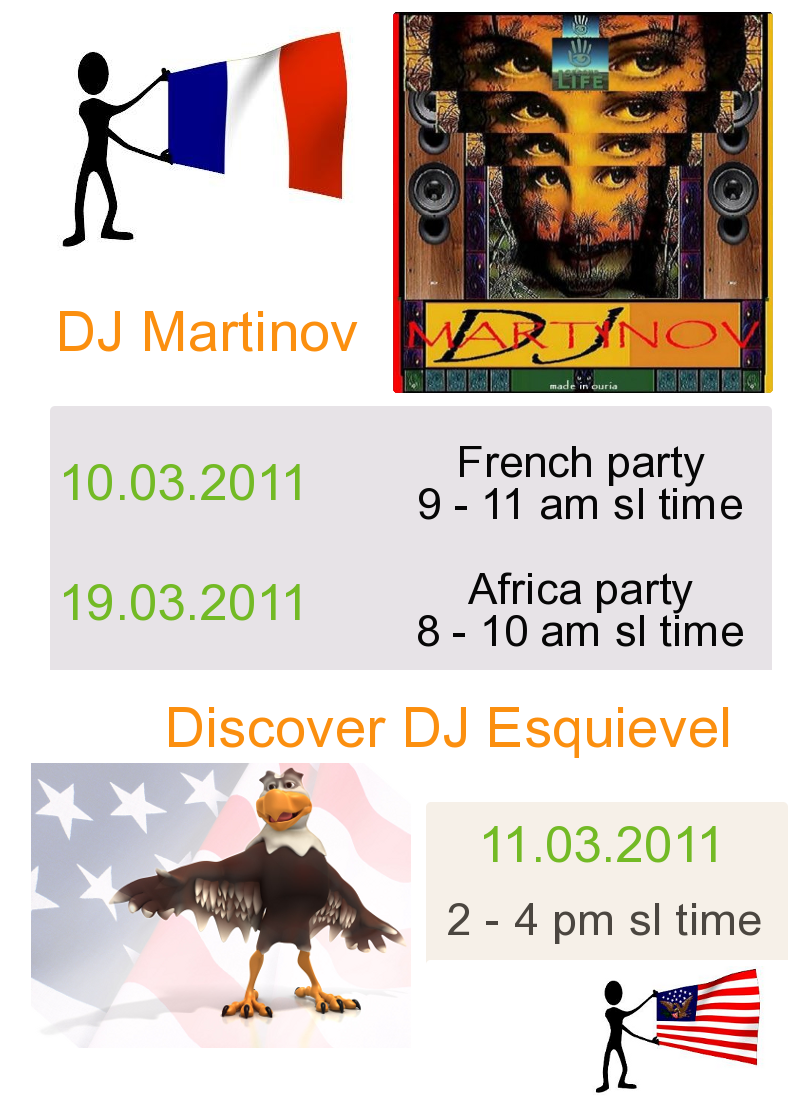 LIFE
DJ Martinov
DJ MARTINOV
made in ouria
10.03.2011
French party
9 - 11 am sl time
19.03.2011
Africa party
8 - 10 am sl time
Discover DJ Esquievel
11.03.2011
2 - 4 pm sl time